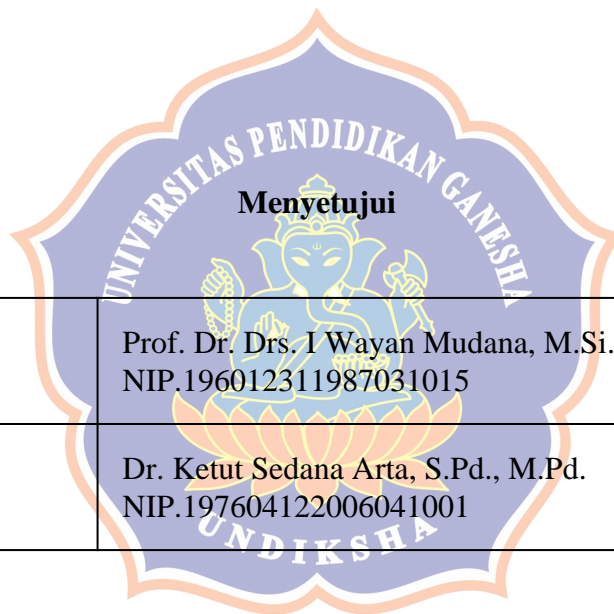 UNIVERSITAS PENDIDIKAN GANESHA
Menyetujui
Prof. Dr. Drs. I Wayan Mudana, M.Si.
NIP.196012311987031015
Dr. Ketut Sedana Arta, S.Pd., M.Pd.
NIP.197604122006041001
UNDIKSHA